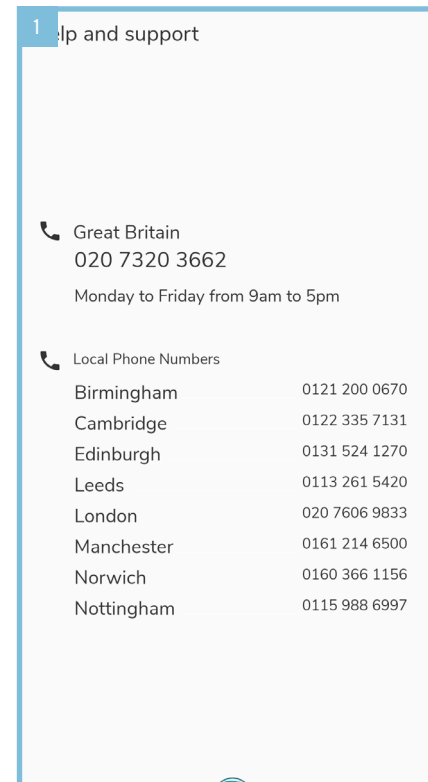 1
elp and support
Great Britain
020 7320 3662
Monday to Friday from 9am to 5pm
Local Phone Numbers
Birmingham 0121 200 0670
Cambridge 0122 335 7131
Edinburgh 0131 524 1270
Leeds 0113 261 5420
London 020 7606 9833
Manchester 0161 214 6500
Norwich 0160 366 1156
Nottingham 0115 988 6997